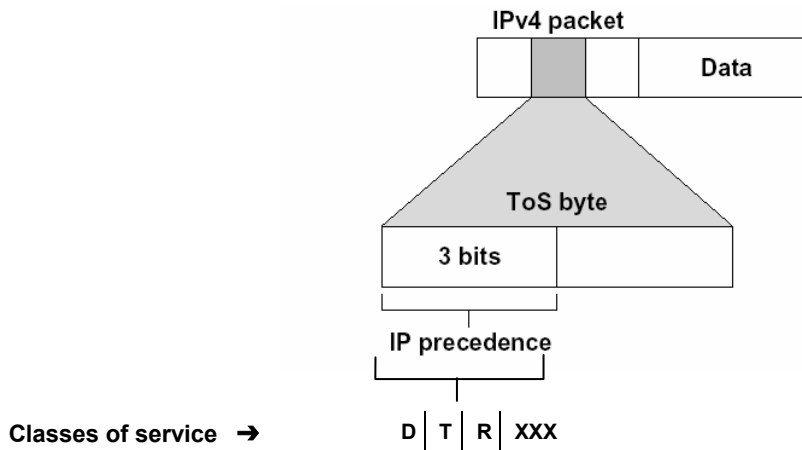 IPv4 packet
Data
ToS byte
3 bits
IP precedence
Classes of service ➔ D T R XXX